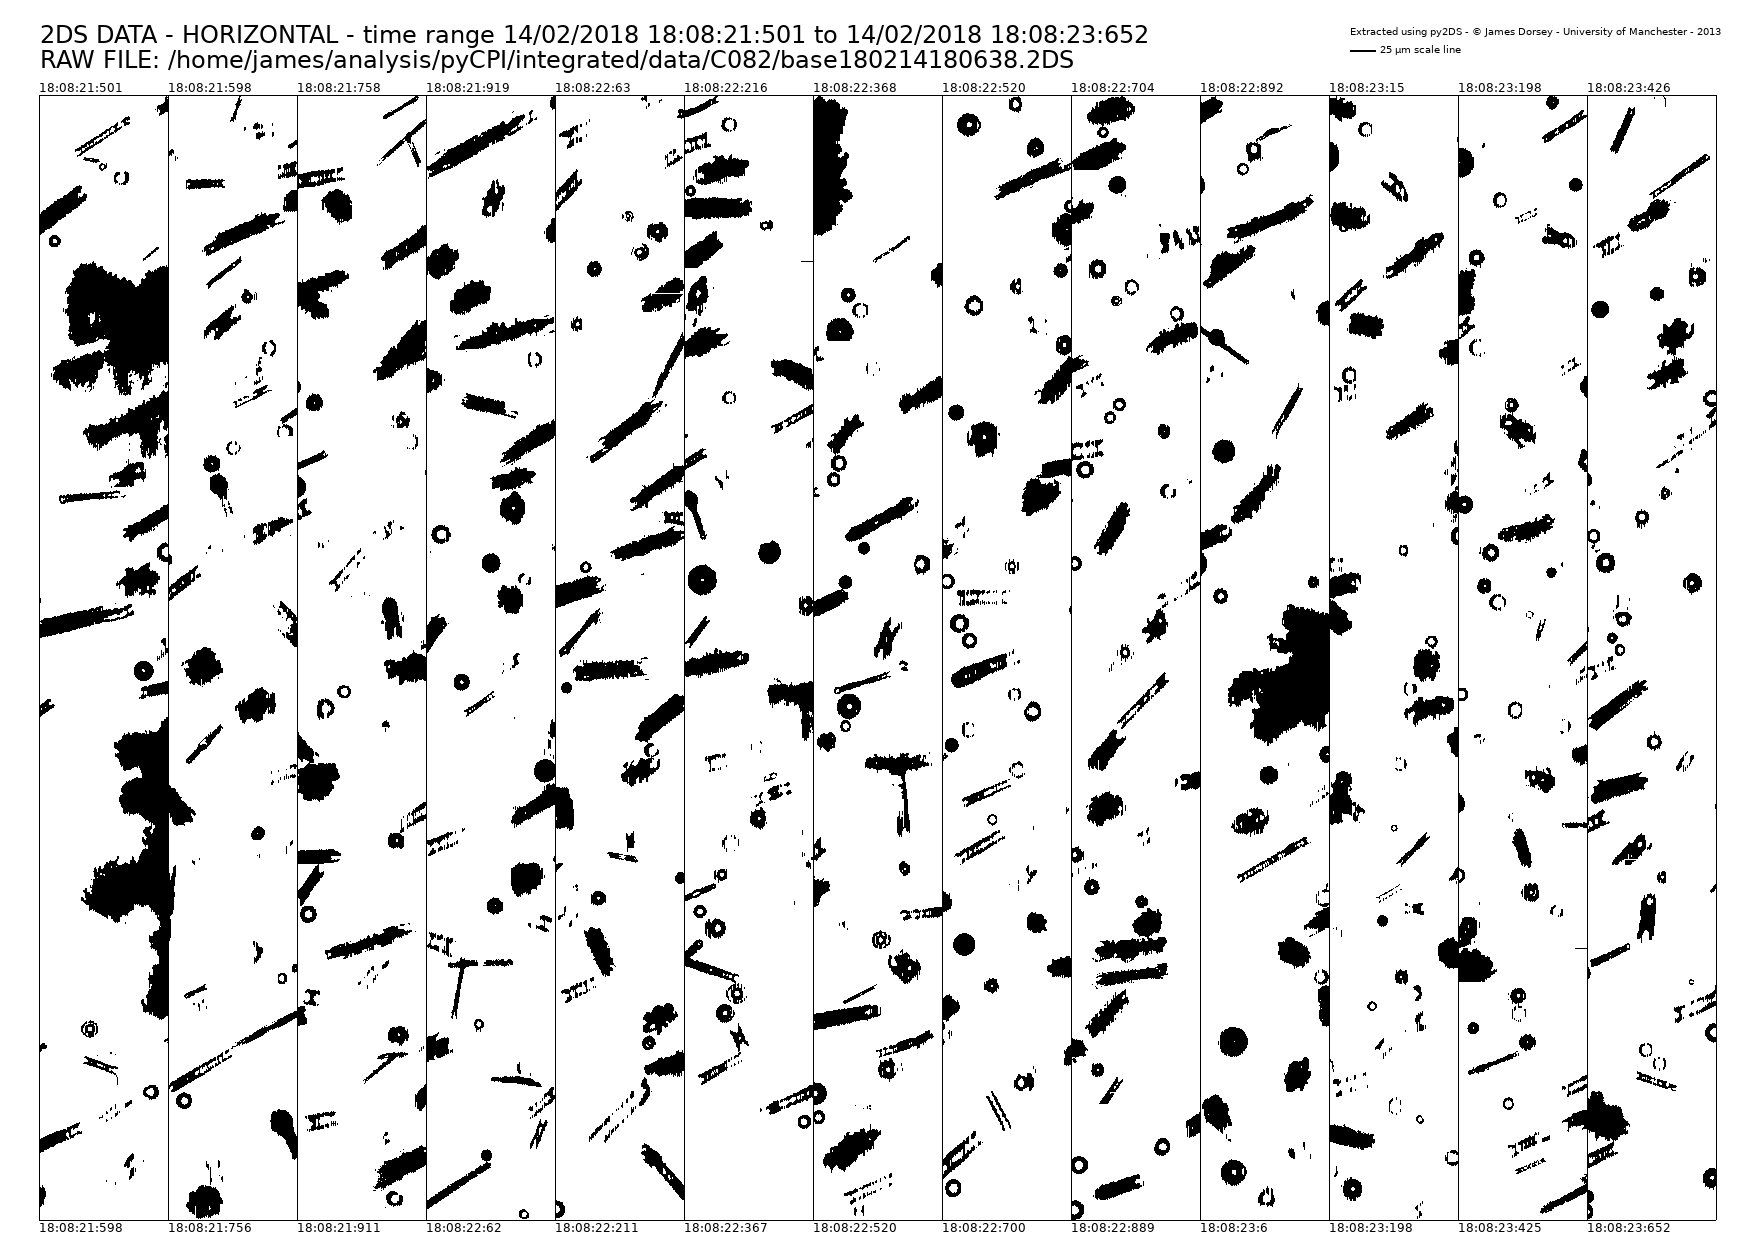 2DS DATA - HORIZONTAL - time range 14/02/2018 18:08:21:501 to 14/02/2018 18:08:23:652
RAW FILE: /home/james/analysis/pyCPI/integrated/data/C082/base180214180638.2DS
Extracted using py2DS - © James Dorsey - University of Manchester - 2013
25 µm scale line
18:08:21:501 18:08:21:598 18:08:21:758 18:08:21:919 18:08:22:63 18:08:22:216 18:08:22:368 18:08:22:520 18:08:22:704 18:08:22:892 18:08:23:15 18:08:23:198 18:08:23:426
18:08:21:598 18:08:21:756 18:08:21:911 18:08:22:62 18:08:22:211 18:08:22:367 18:08:22:520 18:08:22:700 18:08:22:889 18:08:23:6 18:08:23:198 18:08:23:425 18:08:23:652